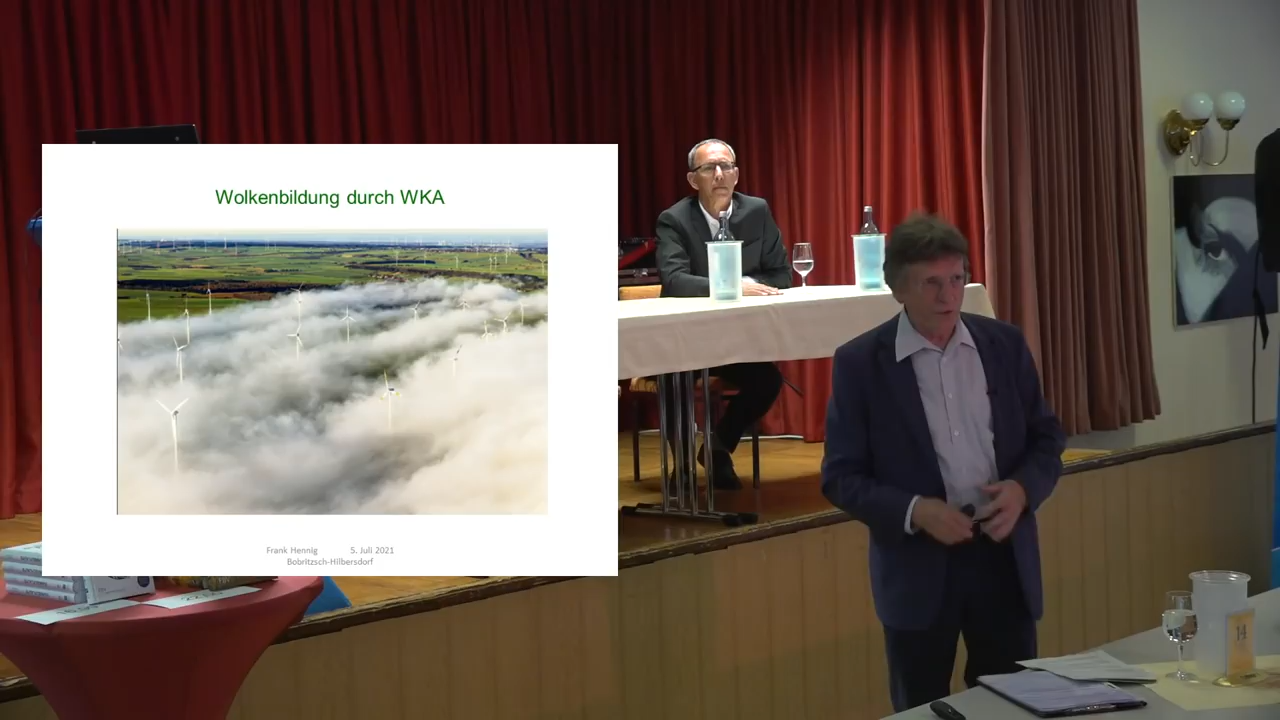 Wolkenbildung durch WKA
Frank Hennig 5. Juli 2021
Bobritzsch-Hilbersdorf
14